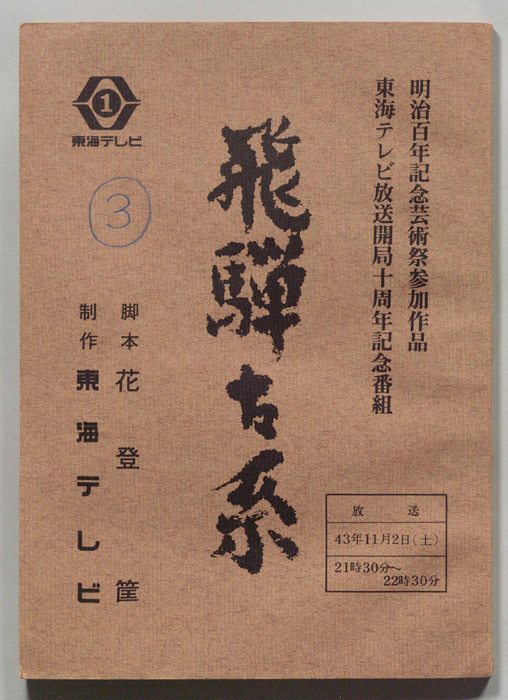 明治百年記念芸術祭参加作品
東海テレビ放送開局十周年記念番組
飛騨古系
脚本 花登筐
制作 東海テレビ
1
東海テレビ
3
放送
43年11月2日(土)
21時30分～
22時30分